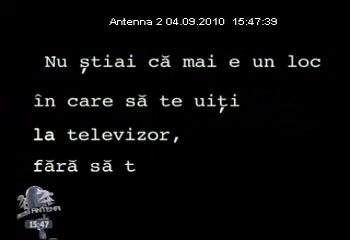 Antenna 2 04.09.2010 15:47:39
Nu știai că mai e un loc
în care să te uiți
la televizor,
fără să t
ANTENA
15:47